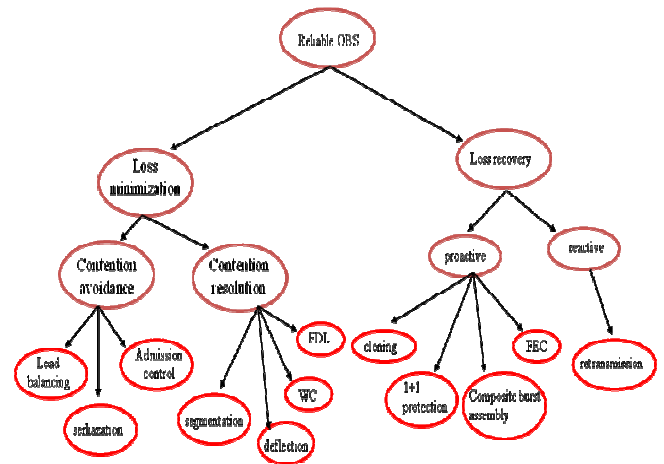 Reliable OBS
Loss
minimization
Loss recovery
Contention
avoidance
Contention
resolution
proactive
reactive
Load
balancing
Admission
control
serliazation
segmentation
deflection
WC
FDL
cloning
1+1
protection
Composite burst
assembly
FEC
retransmission